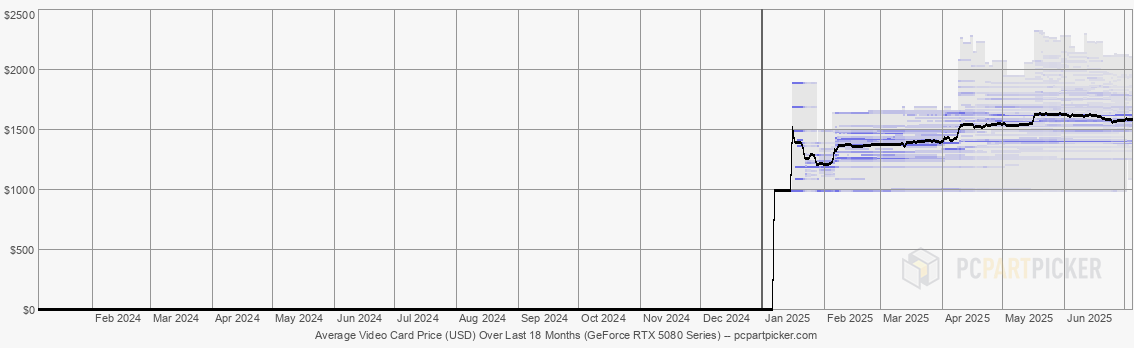 $2500
$2000
$1500
$1000
$500
$0
PCPARTPICKER
Feb 2024 Mar 2024 Apr 2024 May 2024 Jun 2024 Jul 2024 Aug 2024 Sep 2024 Oct 2024 Nov 2024 Dec 2024 Jan 2025 Feb 2025 Mar 2025 Apr 2025 May 2025 Jun 2025
Average Video Card Price (USD) Over Last 18 Months (GeForce RTX 5080 Series) -- pcpartpicker.com